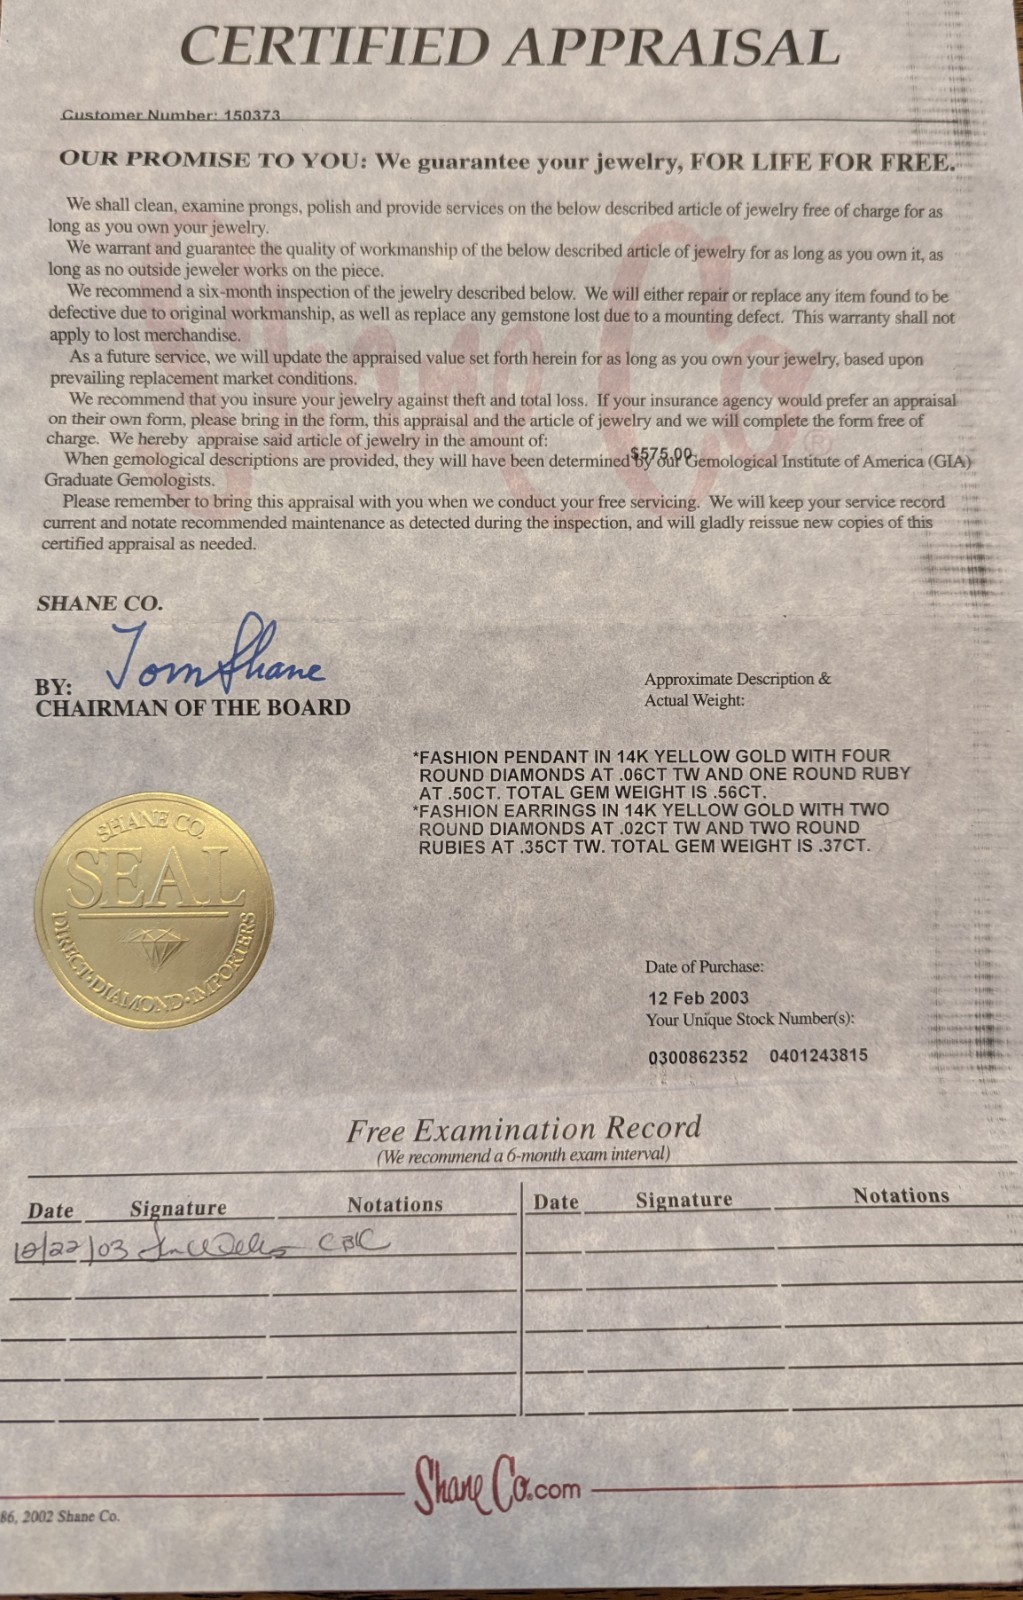 CERTIFIED APPRAISAL
Customer Number: 150373
OUR PROMISE TO YOU: We guarantee your jewelry, FOR LIFE FOR FREE.
We shall clean, examine prongs, polish and provide services on the below described article of jewelry free of charge for as
long as you own your jewelry.
We warrant and guarantee the quality of workmanship of the below described article of jewelry for as long as you own it, as
long as no outside jeweler works on the piece.
We recommend a six-month inspection of the jewelry described below. We will either repair or replace any item found to be
defective due to original workmanship, as well as replace any gemstone lost due to a mounting defect. This warranty shall not
apply to lost merchandise.
As a future service, we will update the appraised value set forth herein for as long as you own your jewelry, based upon
prevailing replacement market conditions.
We recommend that you insure your jewelry against theft and total loss. If your insurance agency would prefer an appraisal
on their own form, please bring in the form, this appraisal and the article of jewelry and we will complete the form free of
charge. We hereby appraise said article of jewelry in the amount of:
$575.00
When gemological descriptions are provided, they will have been determined by our Gemological Institute of America (GIA)
Graduate Gemologists.
Please remember to bring this appraisal with you when we conduct your free servicing. We will keep your service record
current and notate recommended maintenance as detected during the inspection, and will gladly reissue new copies of this
certified appraisal as needed.
Shane Co®
SHANE CO.
Tom Shane
BY:
CHAIRMAN OF THE BOARD
Approximate Description &
Actual Weight:
*FASHION PENDANT IN 14K YELLOW GOLD WITH FOUR
ROUND DIAMONDS AT .06CT TW AND ONE ROUND RUBY
AT .50CT. TOTAL GEM WEIGHT IS .56CT.
*FASHION EARRINGS IN 14K YELLOW GOLD WITH TWO
ROUND DIAMONDS AT .02CT TW AND TWO ROUND
RUBIES AT .35CT TW. TOTAL GEM WEIGHT IS .37CT.
SHANE CO.
SEAL
DIRECT·DIAMOND·IMPORTERS
Date of Purchase:
12 Feb 2003
Your Unique Stock Number(s):
0300862352 0401243815
Free Examination Record
(We recommend a 6-month exam interval)
Date Signature Notations Date Signature Notations
12/22/03 CBIC
Shane Co.com
86, 2002 Shane Co.